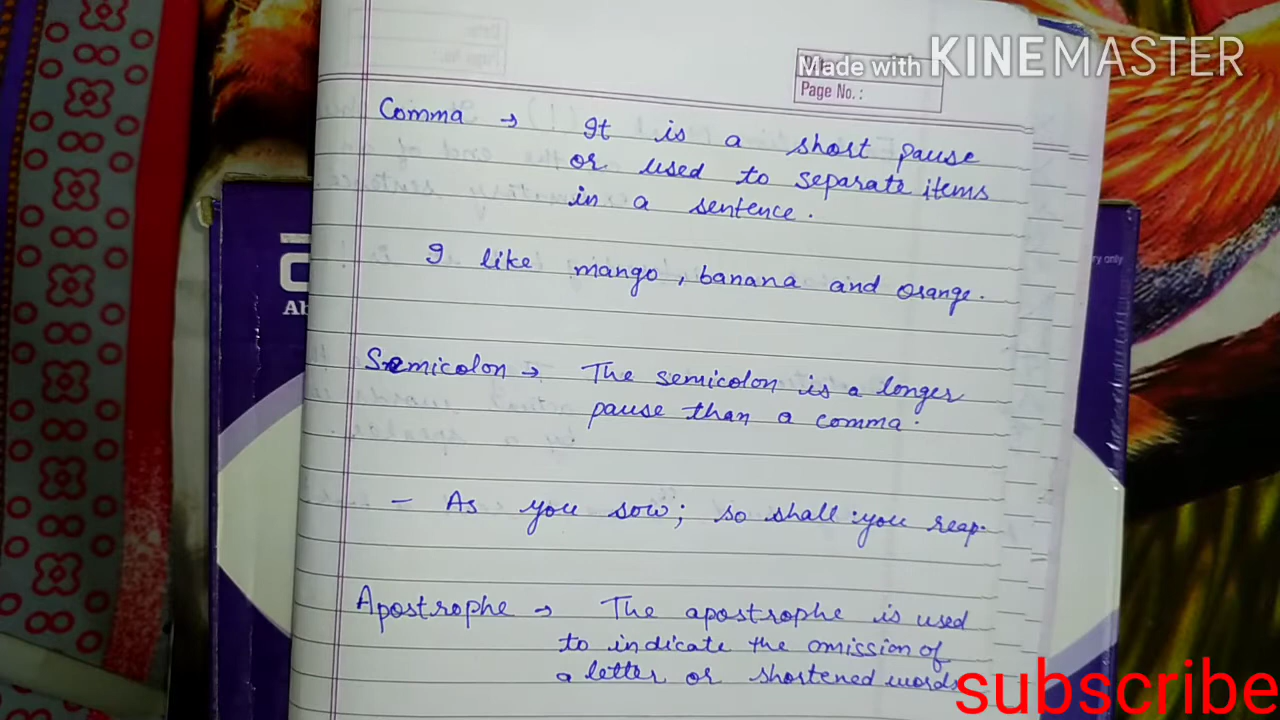 Made with KINEMASTER
Page No. :
Comma → It is a short pause
or used to separate items
in a sentence.
I like mango, banana and orange.
Semicolon → The semicolon is a longer
pause than a comma.
- As you sow; so shall :you reap.
Apostrophe → The apostrophe is used
to indicate the omission of
a letter or shortened words
subscribe
ry only